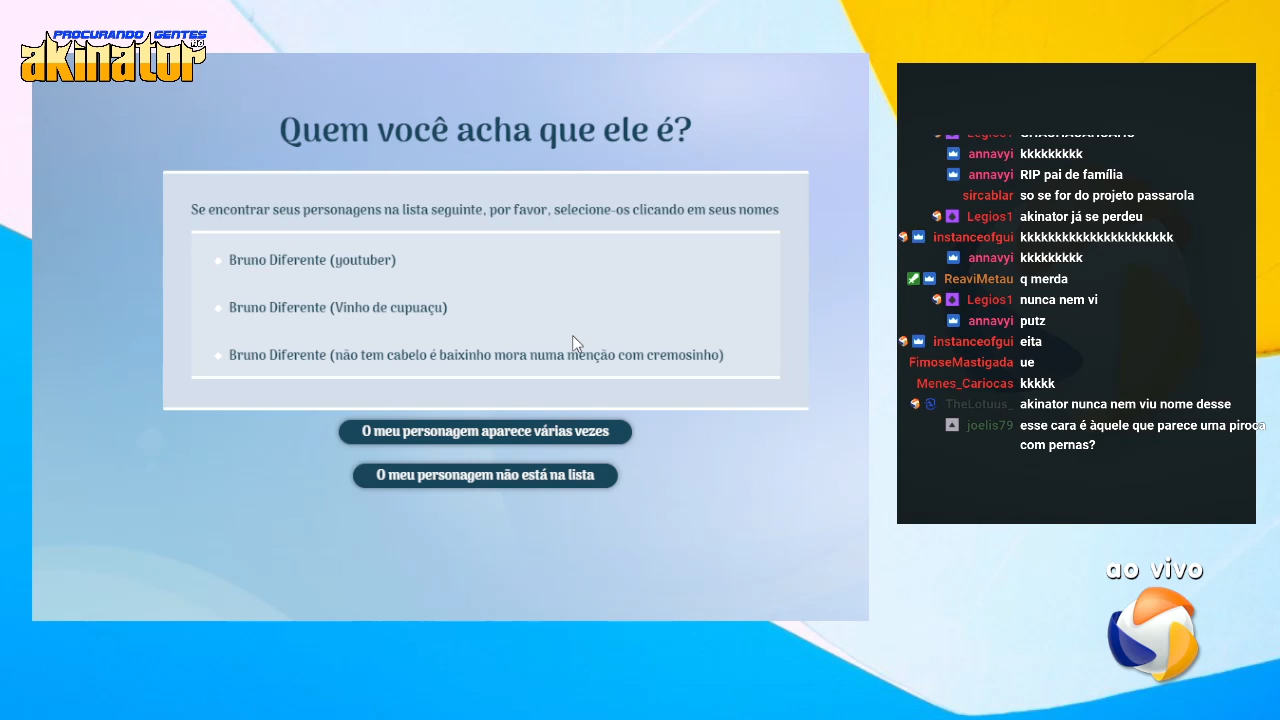 PROCURANDO GENTES
NO
akinator
Quem você acha que ele é?
Se encontrar seus personagens na lista seguinte, por favor, selecione-os clicando em seus nomes
Bruno Diferente (youtuber)
Bruno Diferente (Vinho de cupuaçu)
Bruno Diferente (não tem cabelo é baixinho mora numa menção com cremosinho)
O meu personagem aparece várias vezes
O meu personagem não está na lista
Legios1
annavyi kkkkkkkkk
annavyi RIP pai de família
sircablar so se for do projeto passarola
Legios1 akinator já se perdeu
instanceofgui kkkkkkkkkkkkkkkkkkkkkk
annavyi kkkkkkkkk
ReaviMetau q merda
Legios1 nunca nem vi
annavyi putz
instanceofgui eita
FimoseMastigada ue
Menes_Cariocas kkkkk
TheLotuus_ akinator nunca nem viu nome desse
joelis79 esse cara é àquele que parece uma piroca
com pernas?
ao vivo